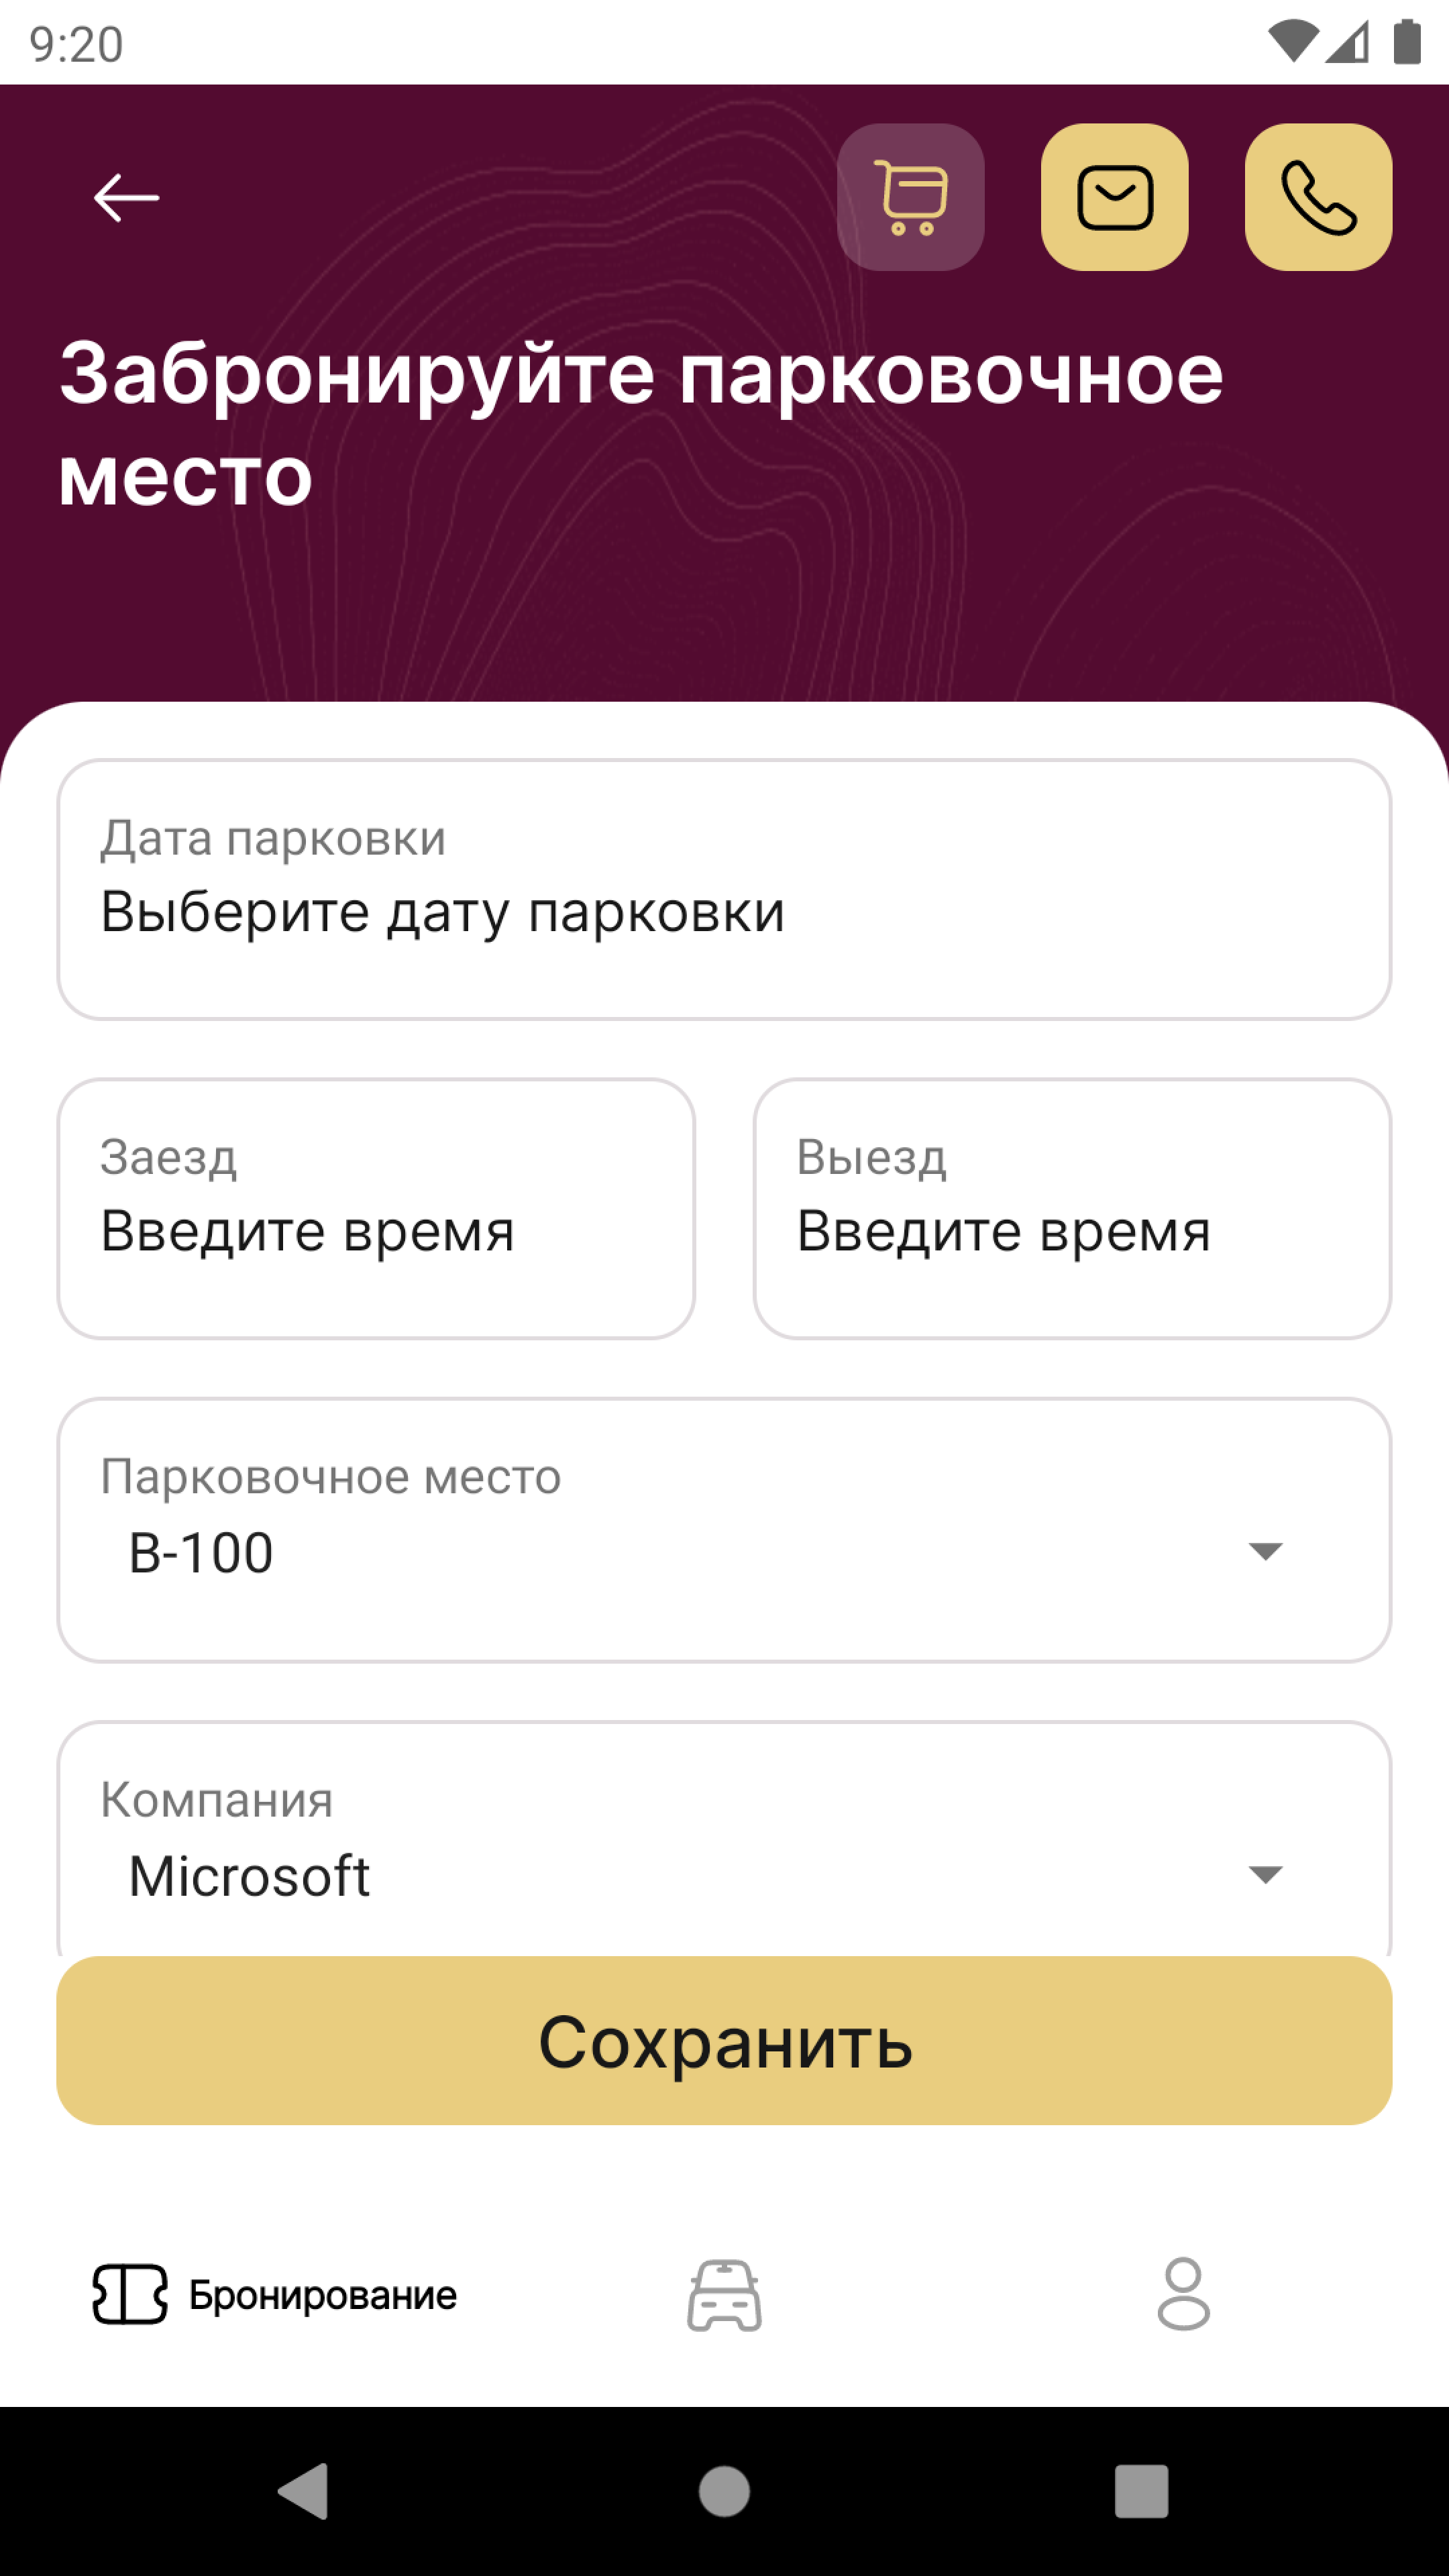 9:20
Забронируйте парковочное
место
Дата парковки
Выберите дату парковки
Заезд
Введите время
Выезд
Введите время
Парковочное место
B-100
Компания
Microsoft
Сохранить
Бронирование